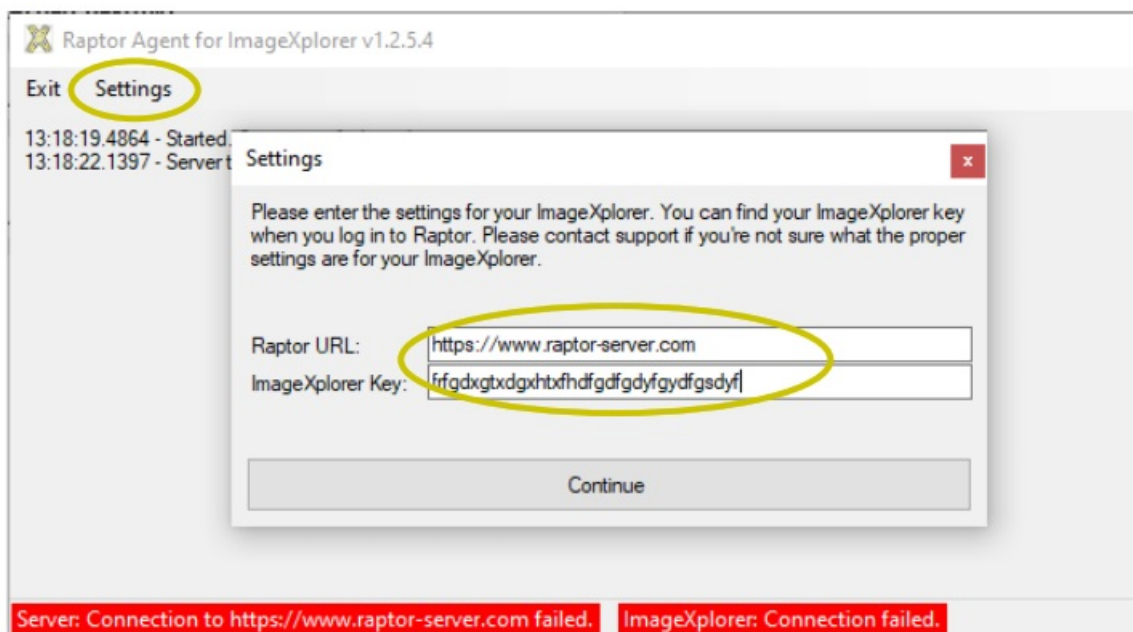 Raptor Agent for ImageXplorer v1.2.5.4
Exit Settings
13:18:19.4864 - Started.
13:18:22.1397 - Server t
Settings
x
Please enter the settings for your ImageXplorer. You can find your ImageXplorer key
when you log in to Raptor. Please contact support if you're not sure what the proper
settings are for your ImageXplorer.
Raptor URL: https://www.raptor-server.com
ImageXplorer Key: frfgdxgtxdgxhtxfhdfgdfgdyfgydfgsdyf
Continue
Server: Connection to https://www.raptor-server.com failed. ImageXplorer: Connection failed.